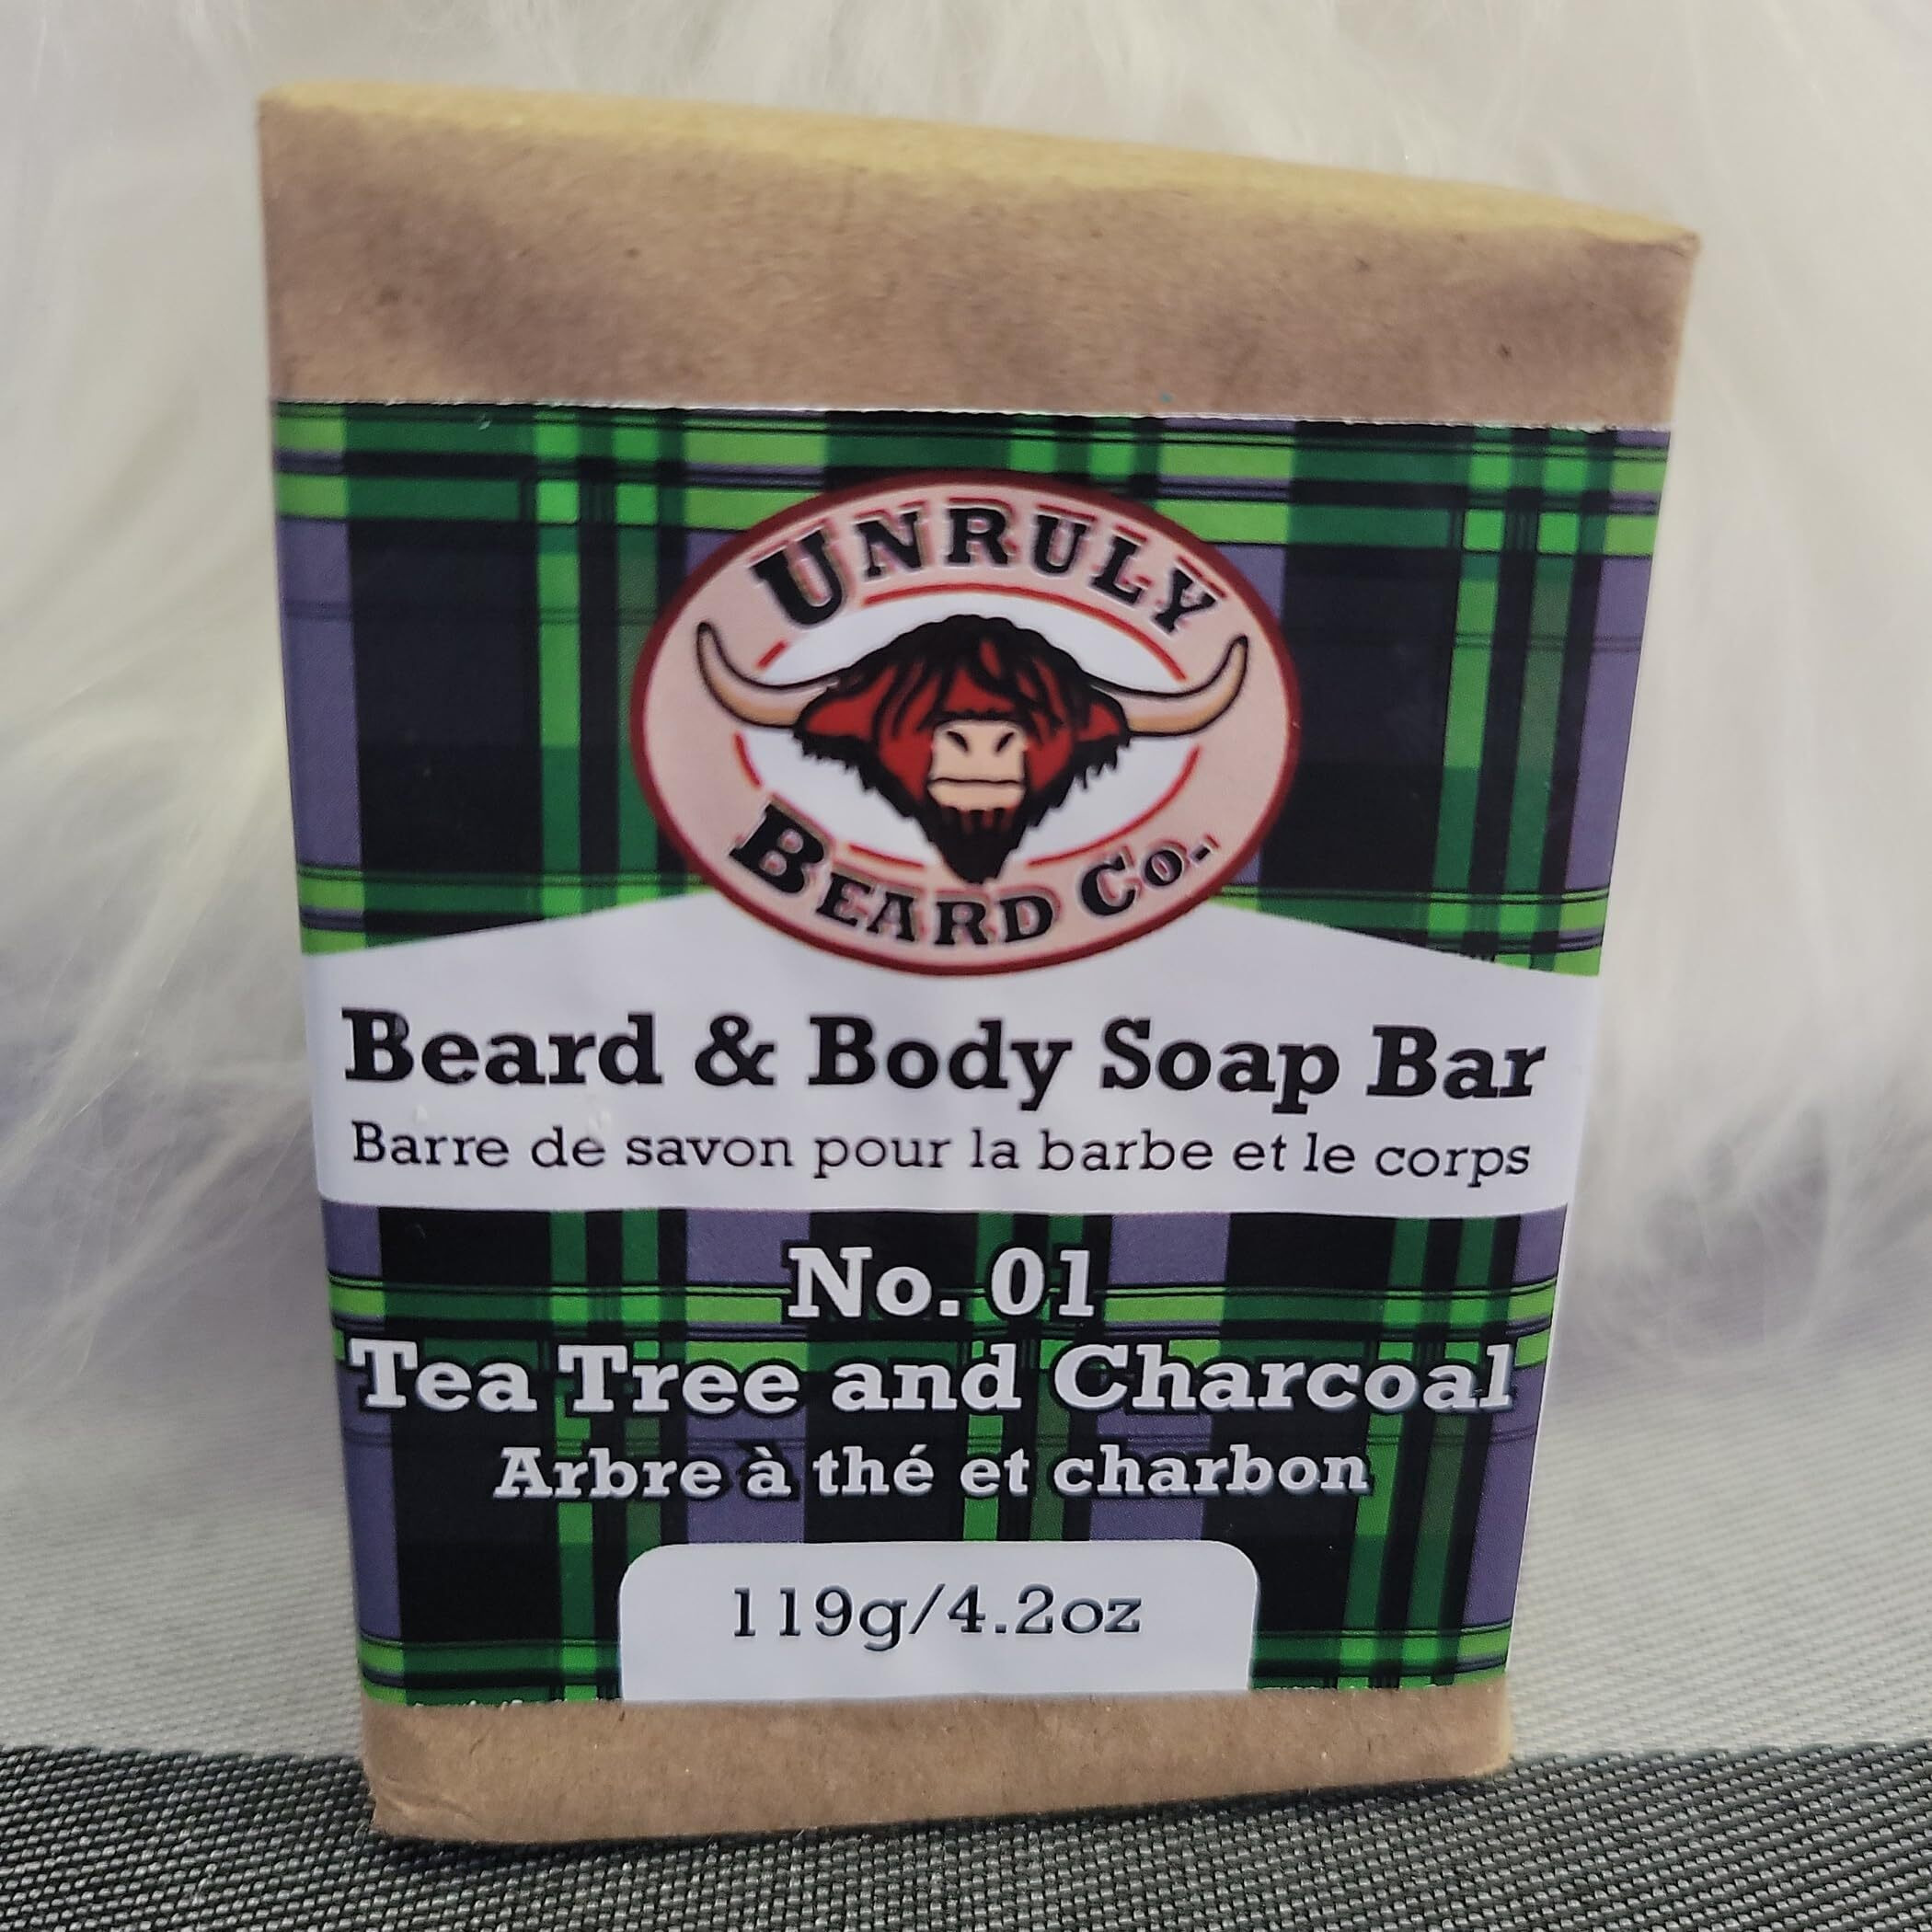 UNRULY
BEARD CO.
Beard & Body Soap Bar
Barre de savon pour la barbe et le corps
No. 01
Tea Tree and Charcoal
Arbre à thé et charbon
119g/4.2oz